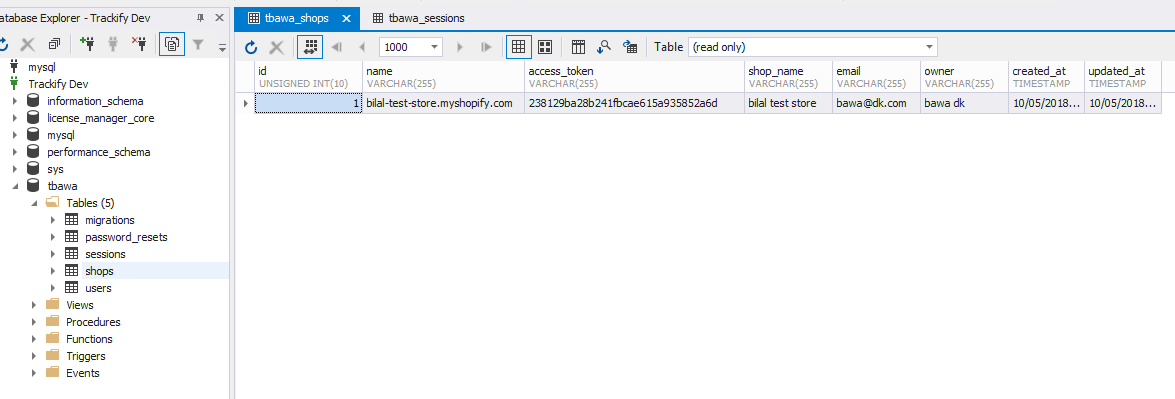 atabase Explorer - Trackify Dev
mysql
Trackify Dev
information_schema
license_manager_core
mysql
performance_schema
sys
tbawa
Tables (5)
migrations
password_resets
sessions
shops
users
Views
Procedures
Functions
Triggers
Events
tbawa_shops tbawa_sessions
1000 Table (read only)
id name access_token shop_name email owner created_at updated_at
UNSIGNED INT(10) VARCHAR(255) VARCHAR(255) VARCHAR(255) VARCHAR(255) VARCHAR(255) TIMESTAMP TIMESTAMP
1 bilal-test-store.myshopify.com 238129ba28b241fbcae615a935852a6d bilal test store bawa@dk.com bawa dk 10/05/2018... 10/05/2018...